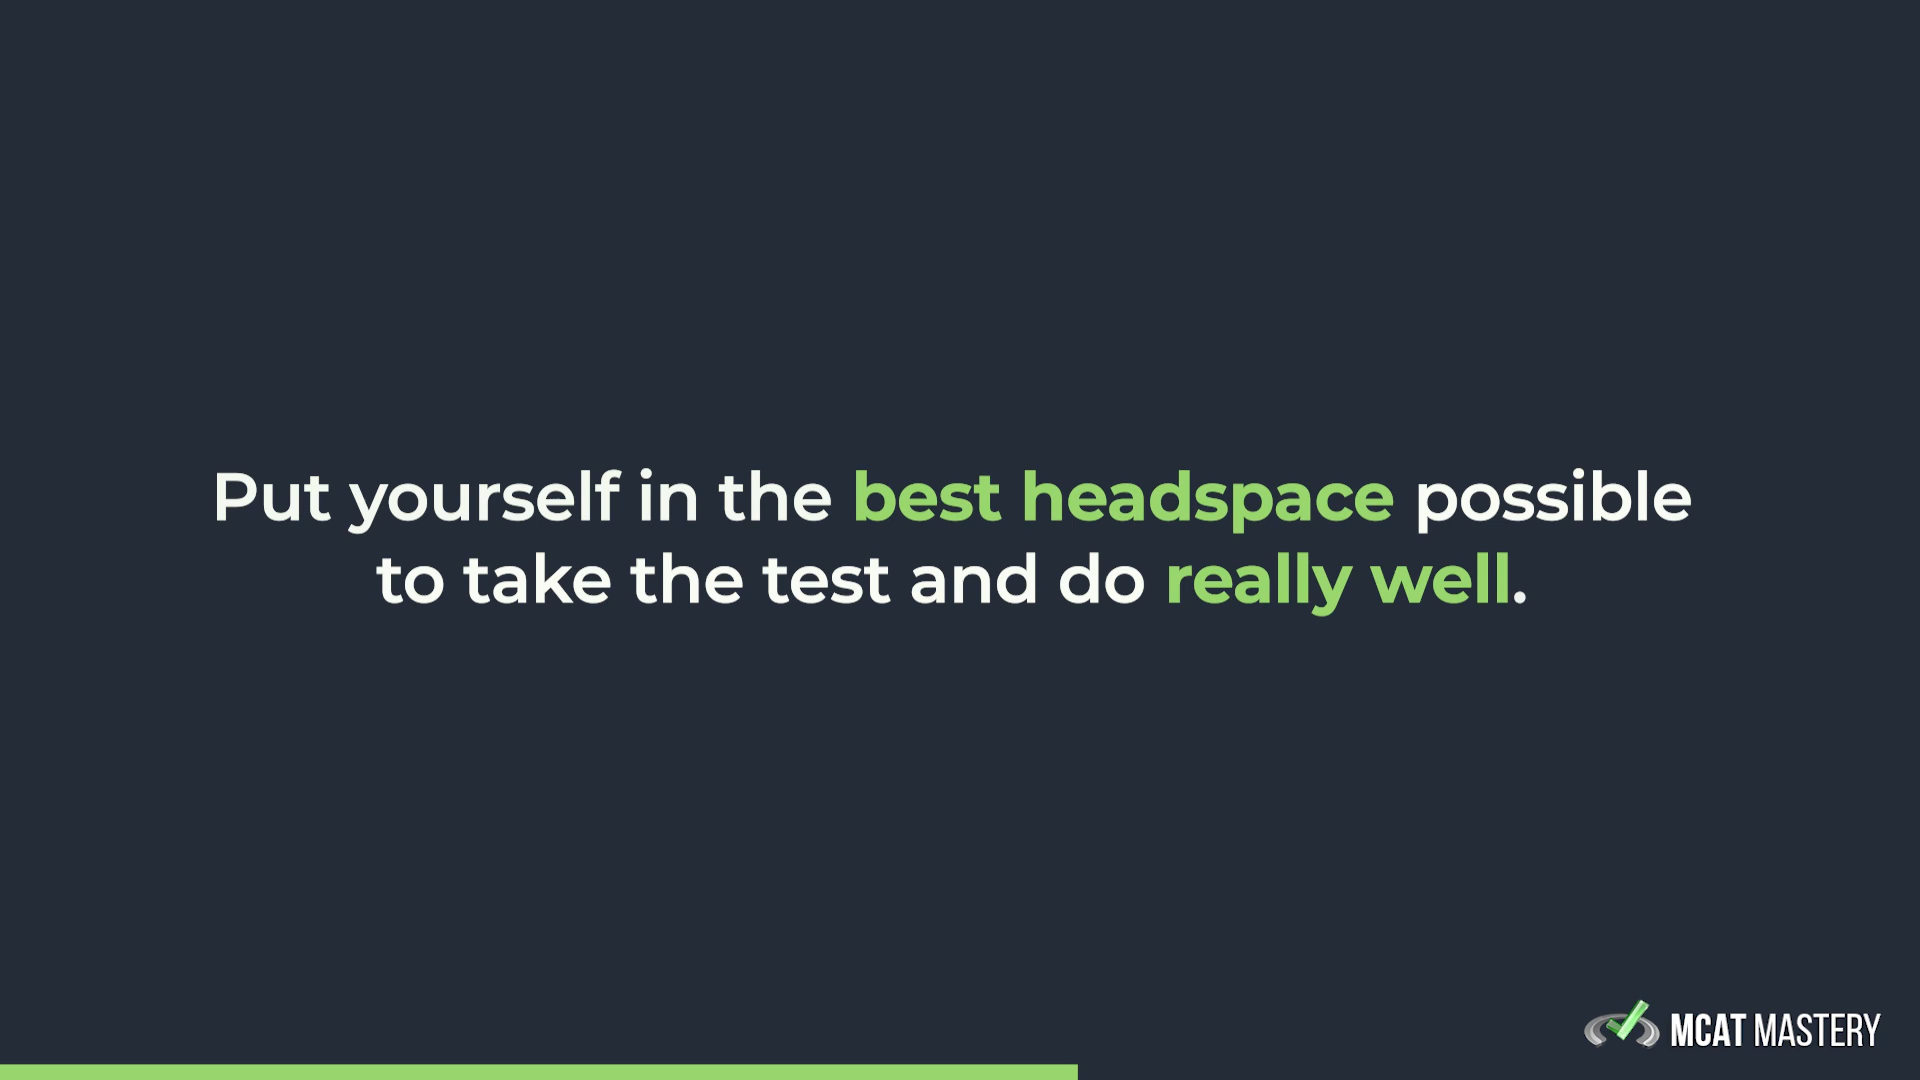 Put yourself in the best headspace possible
to take the test and do really well.
MCAT MASTERY